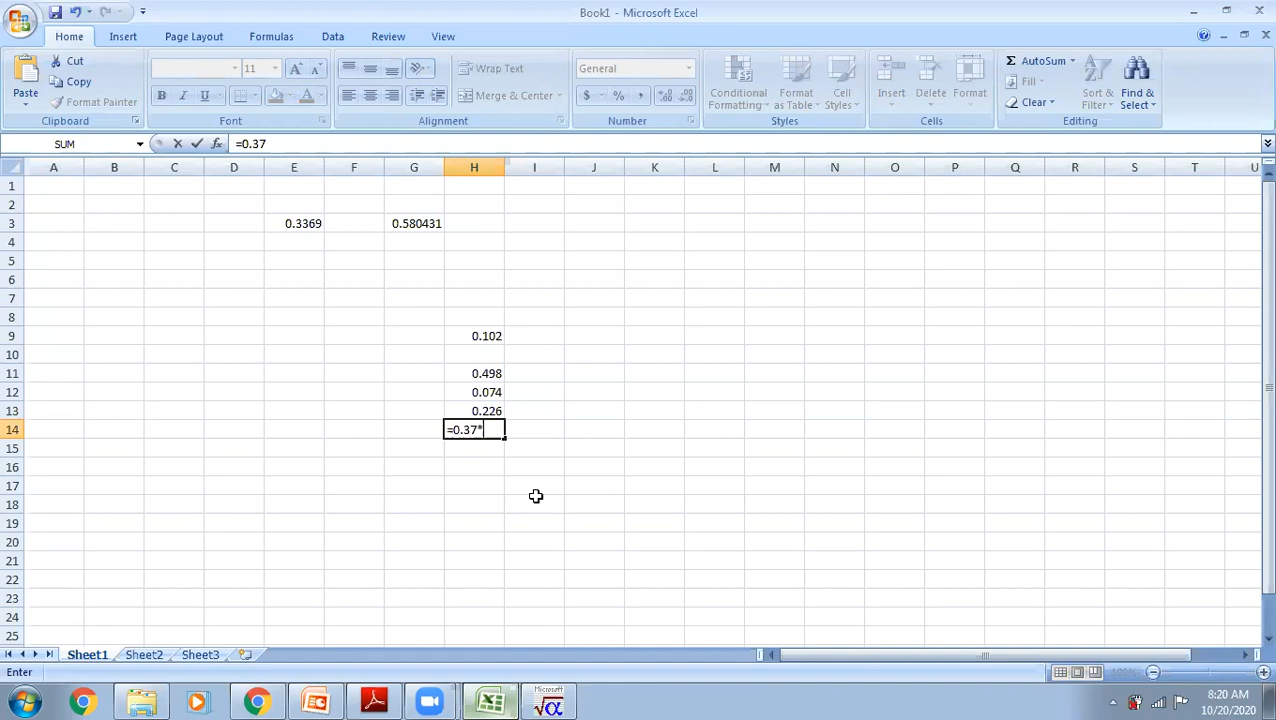 Book1 - Microsoft Excel
Home Insert Page Layout Formulas Data Review View
Paste
Cut
Copy
Format Painter
Clipboard
11
B I U
Font
Wrap Text
Merge & Center
Alignment
General
$ % ,
Number
Conditional Formatting
Format as Table
Cell Styles
Styles
Insert Delete Format
Cells
Σ AutoSum
Fill
Clear
Sort & Filter
Find & Select
Editing
SUM fx =0.37
A B C D E F G H I J K L M N O P Q R S T U
1
2
3 0.3369 0.580431
4
5
6
7
8
9 0.102
10
11 0.498
12 0.074
13 0.226
14 =0.37*
15
16
17
18
19
20
21
22
23
24
25
Sheet1 Sheet2 Sheet3
Enter 100%
Microsoft
√α
8:20 AM
10/20/2020